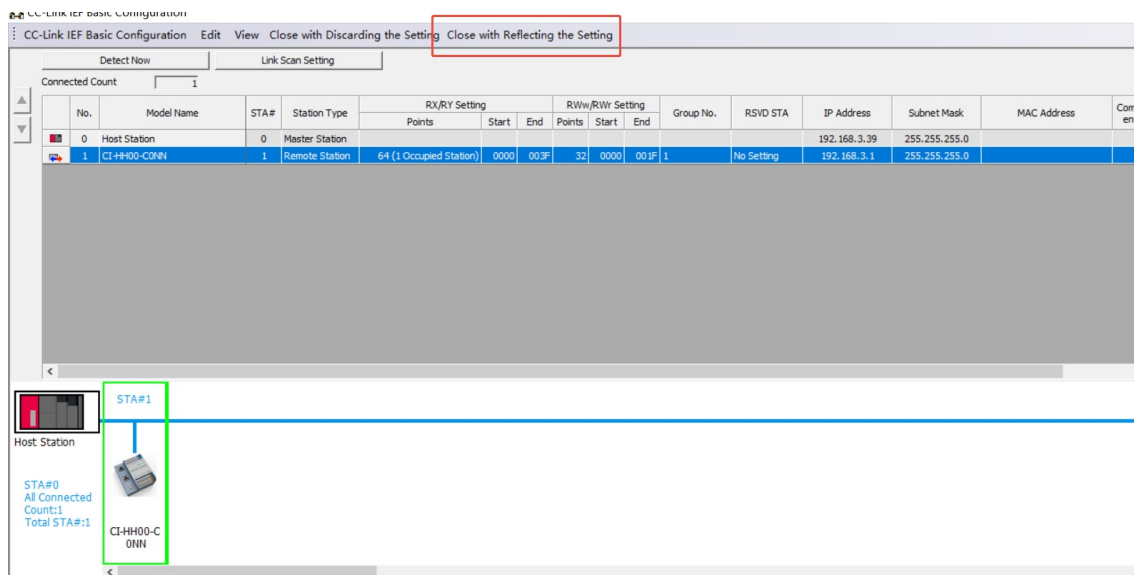 CC-Link IEF Basic Configuration
CC-Link IEF Basic Configuration Edit View Close with Discarding the Setting Close with Reflecting the Setting
Detect Now Link Scan Setting
Connected Count 1
No. Model Name STA# Station Type RX/RY Setting RWw/RWr Setting Group No. RSVD STA IP Address Subnet Mask MAC Address
Points Start End Points Start End
0 Host Station 0 Master Station 192.168.3.39 255.255.255.0
1 CI-HH00-C0NN 1 Remote Station 64 (1 Occupied Station) 0000 003F 32 0000 001F 1 No Setting 192.168.3.1 255.255.255.0
STA#1
Host Station
STA#0
All Connected
Count:1
Total STA#:1
CI-HH00-C
0NN